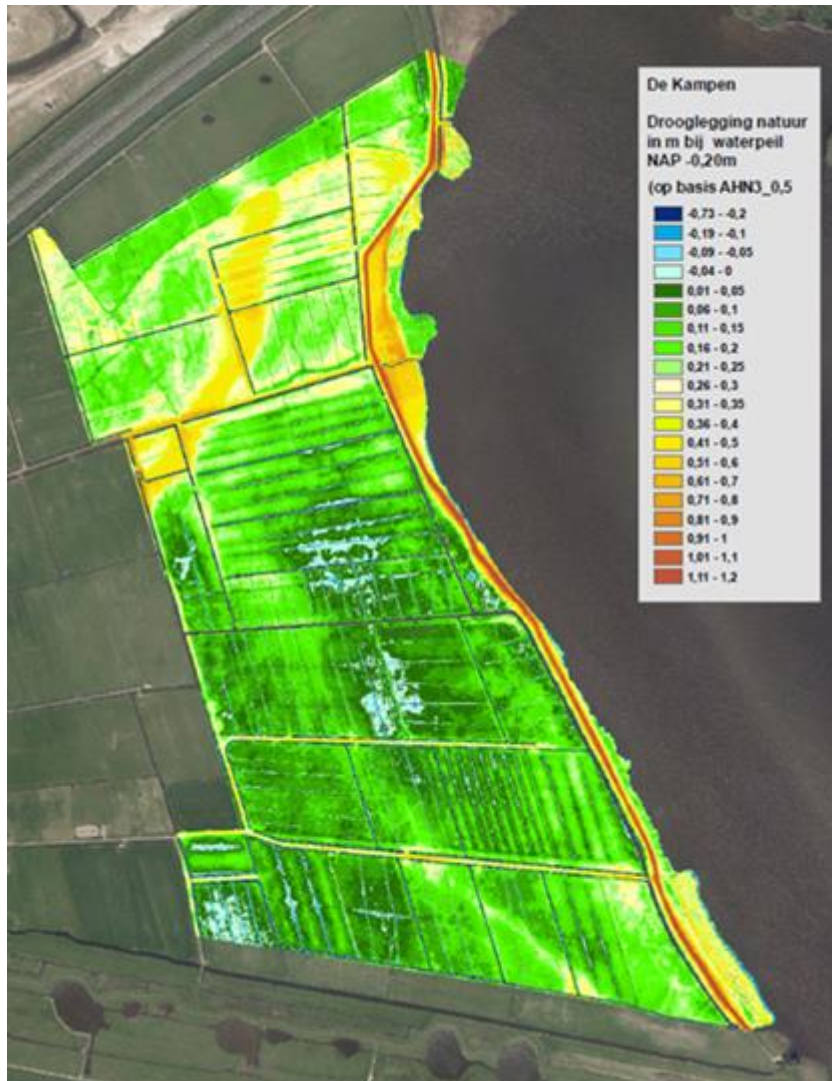 De Kampen
Drooglegging natuur
in m bij waterpeil
NAP -0,20m
(op basis AHN3_0,5
-0,73 - -0,2
-0,19 - -0,1
-0,09 - -0,05
-0,04 - 0
0,01 - 0,05
0,06 - 0,1
0,11 - 0,15
0,16 - 0,2
0,21 - 0,25
0,26 - 0,3
0,31 - 0,35
0,36 - 0,4
0,41 - 0,5
0,51 - 0,6
0,61 - 0,7
0,71 - 0,8
0,81 - 0,9
0,91 - 1
1,01 - 1,1
1,11 - 1,2